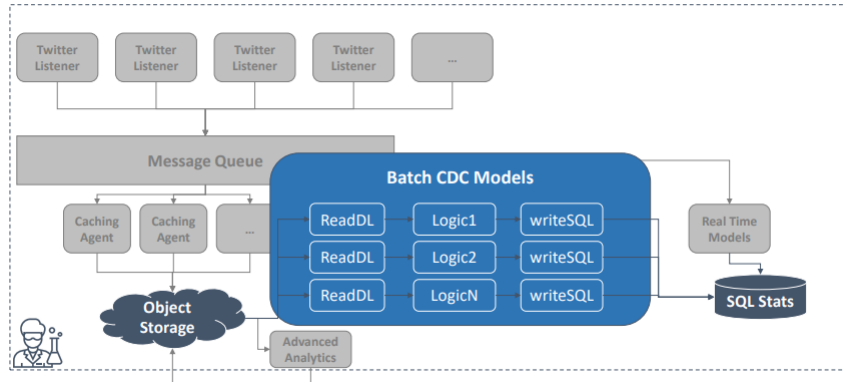 Twitter
Listener
Twitter
Listener
Twitter
Listener
Twitter
Listener
...
Message Queue
Batch CDC Models
Caching
Agent
Caching
Agent
...
ReadDL
Logic1
writeSQL
ReadDL
Logic2
writeSQL
ReadDL
LogicN
writeSQL
Real Time
Models
SQL Stats
Object
Storage
Advanced
Analytics